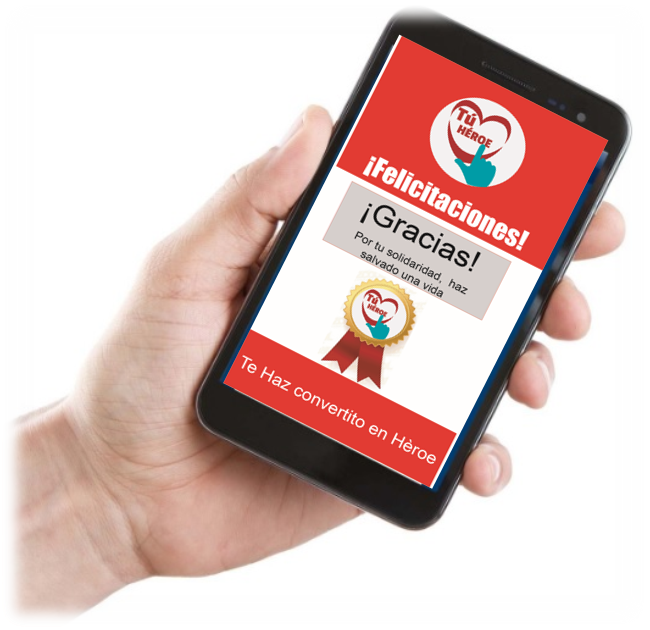 Tú
HÉROE
¡Felicitaciones!
¡Gracias!
Por tu solidaridad, haz
salvado una vida
Tú
HÉROE
Te Haz convertito en Hèroe